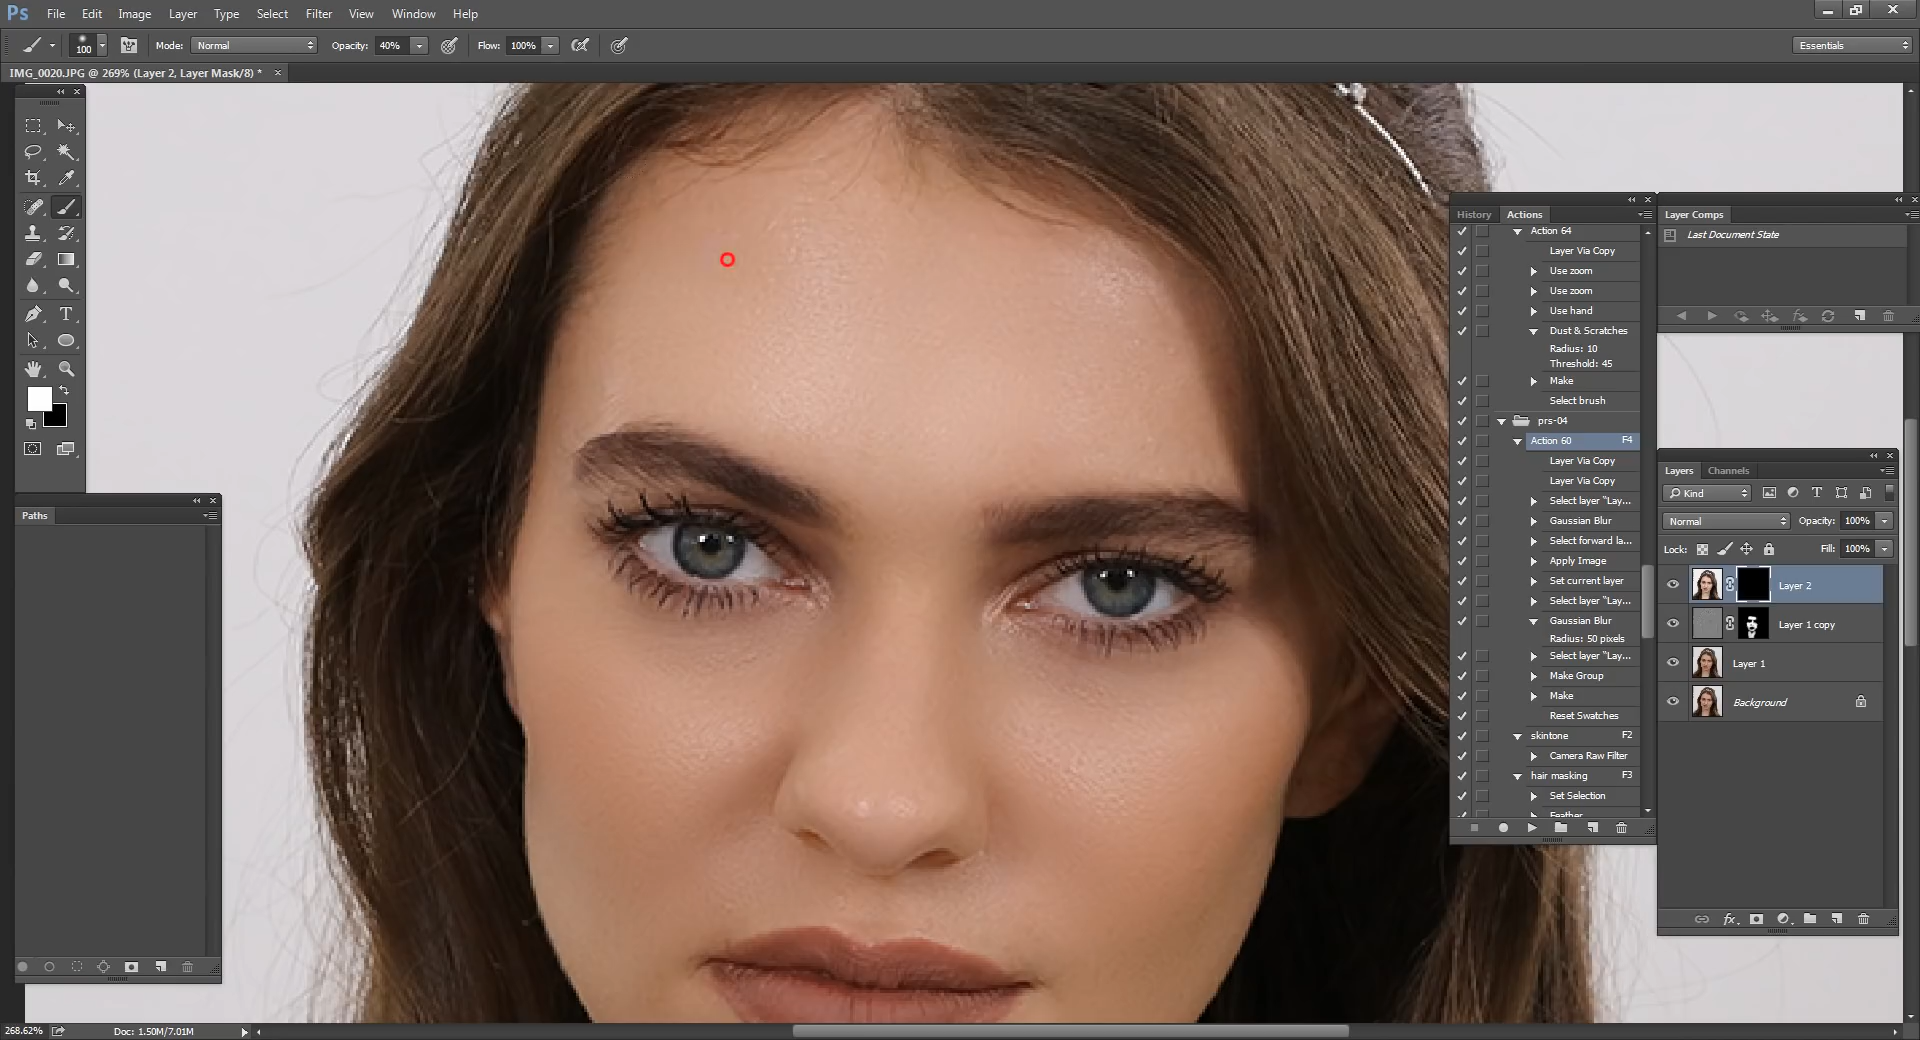 Ps File Edit Image Layer Type Select Filter View Window Help
100 Mode: Normal Opacity: 40% Flow: 100% Essentials
IMG_0020.JPG @ 269% (Layer 2, Layer Mask/8) * ×
T
Paths
History Actions
Action 64
Layer Via Copy
Use zoom
Use zoom
Use hand
Dust & Scratches
Radius: 10
Threshold: 45
Make
Select brush
prs-04
Action 60 F4
Layer Via Copy
Layer Via Copy
Select layer "Lay...
Gaussian Blur
Select forward la...
Apply Image
Set current layer
Select layer "Lay...
Gaussian Blur
Radius: 50 pixels
Select layer "Lay...
Make Group
Make
Reset Swatches
skintone F2
Camera Raw Filter
hair masking F3
Set Selection
Feather
Layer Comps
Last Document State
Layers Channels
Kind T
Normal Opacity: 100%
Lock: Fill: 100%
Layer 2
Layer 1 copy
Layer 1
Background
fx
268.62% Doc: 1.50M/7.01M